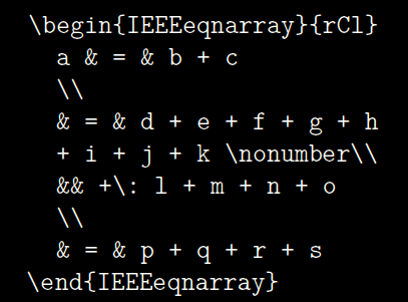 \begin{IEEEeqnarray}{rCl}
a & = & b + c
\\
& = & d + e + f + g + h
+ i + j + k \nonumber\\
&& +\: l + m + n + o
\\
& = & p + q + r + s
\end{IEEEeqnarray}